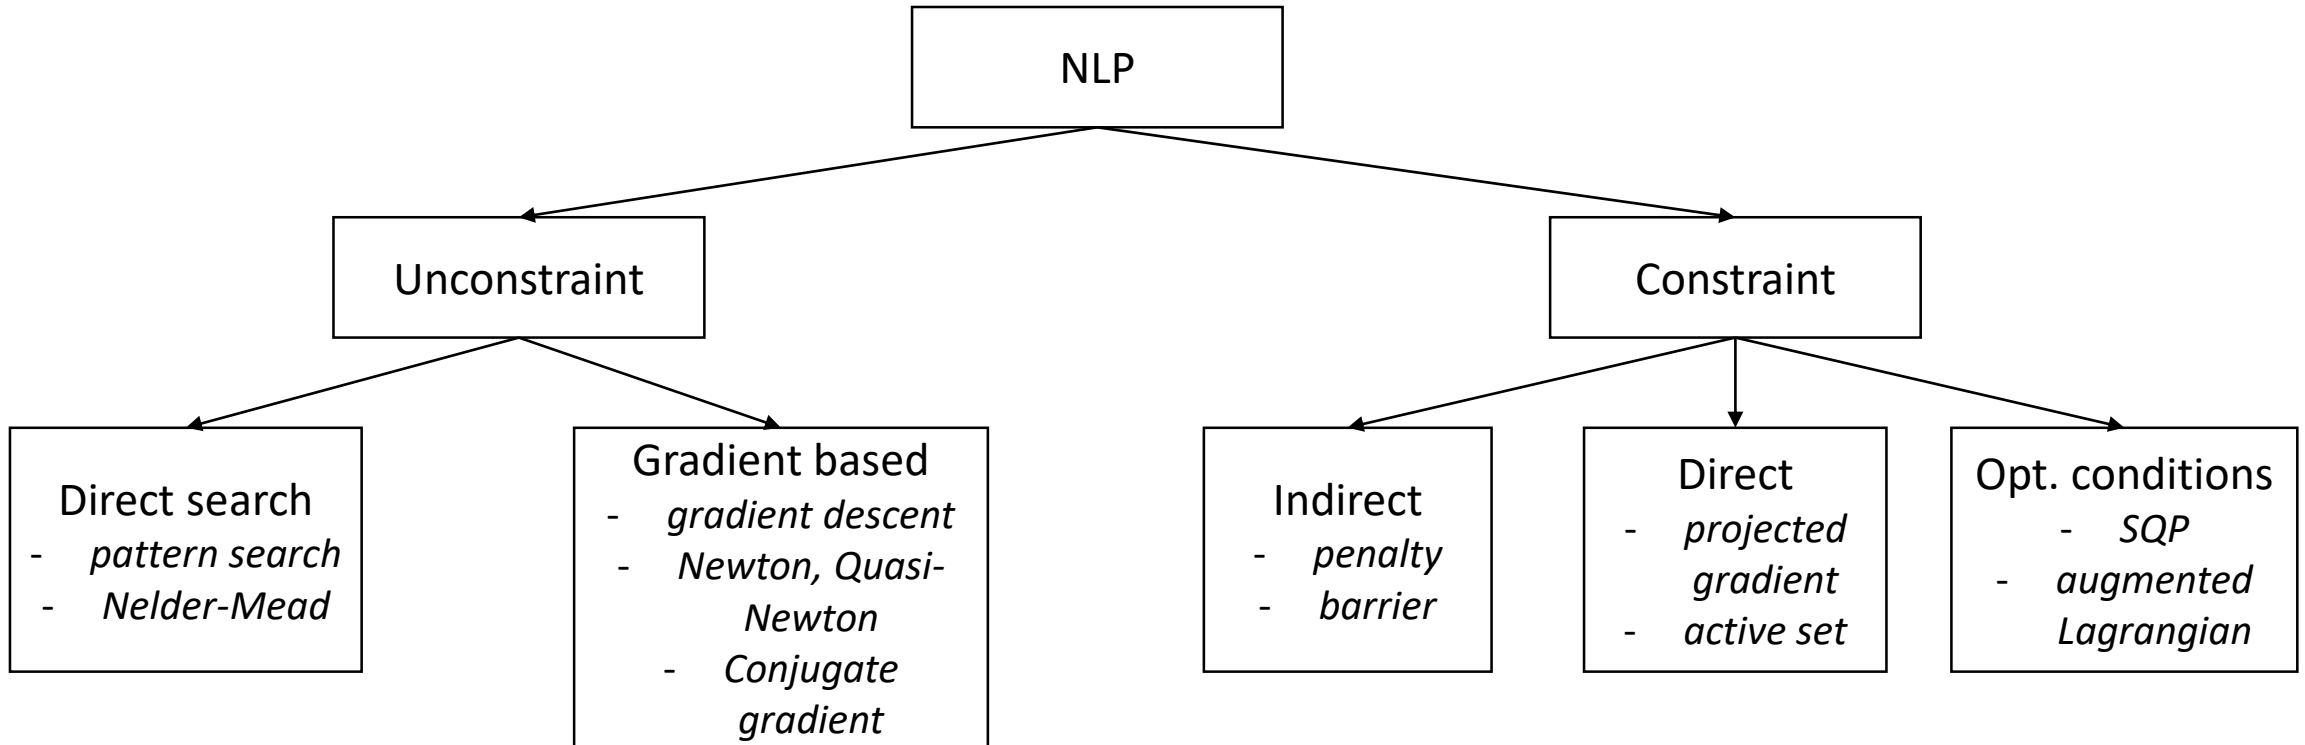 NLP
Unconstraint
Constraint
Direct search
- pattern search
- Nelder-Mead
Gradient based
- gradient descent
- Newton, Quasi-
Newton
- Conjugate
gradient
Indirect
- penalty
- barrier
Direct
- projected
gradient
- active set
Opt. conditions
- SQP
- augmented
Lagrangian